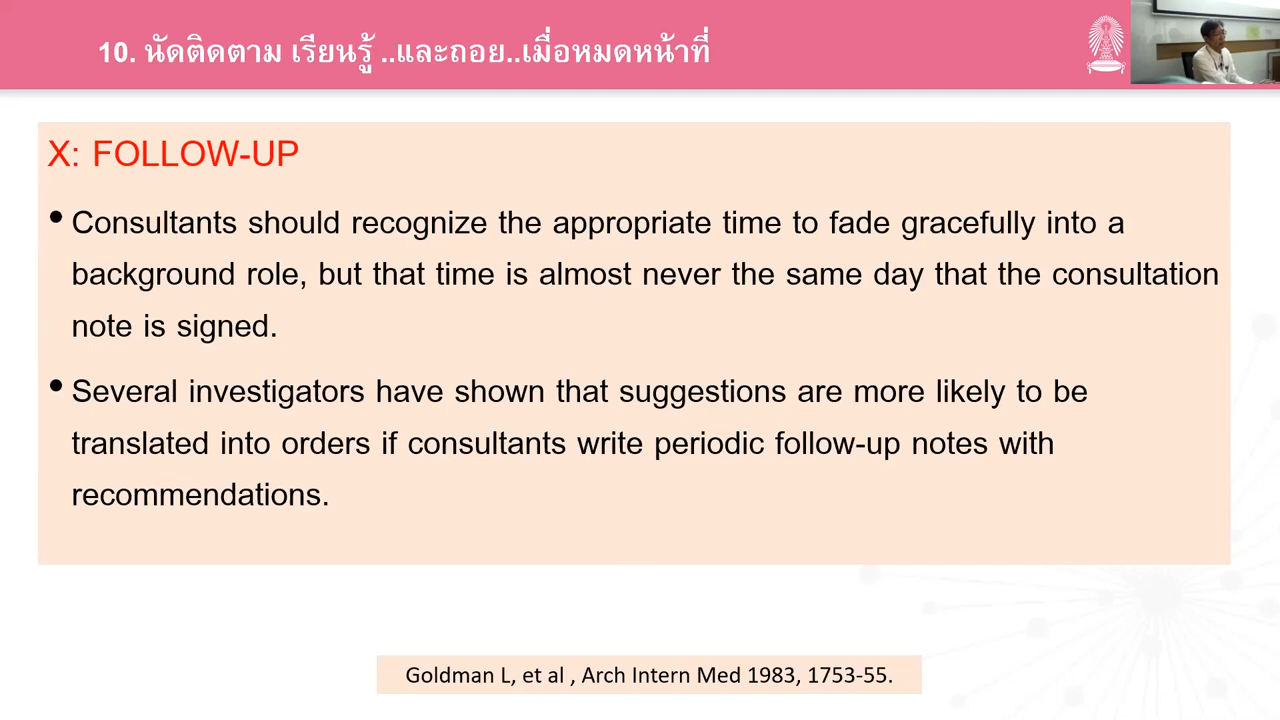 10. นัดติดตาม เรียนรู้ ..และถอย..เมื่อหมดหน้าที่
X: FOLLOW-UP
• Consultants should recognize the appropriate time to fade gracefully into a
background role, but that time is almost never the same day that the consultation
note is signed.
• Several investigators have shown that suggestions are more likely to be
translated into orders if consultants write periodic follow-up notes with
recommendations.
Goldman L, et al , Arch Intern Med 1983, 1753-55.